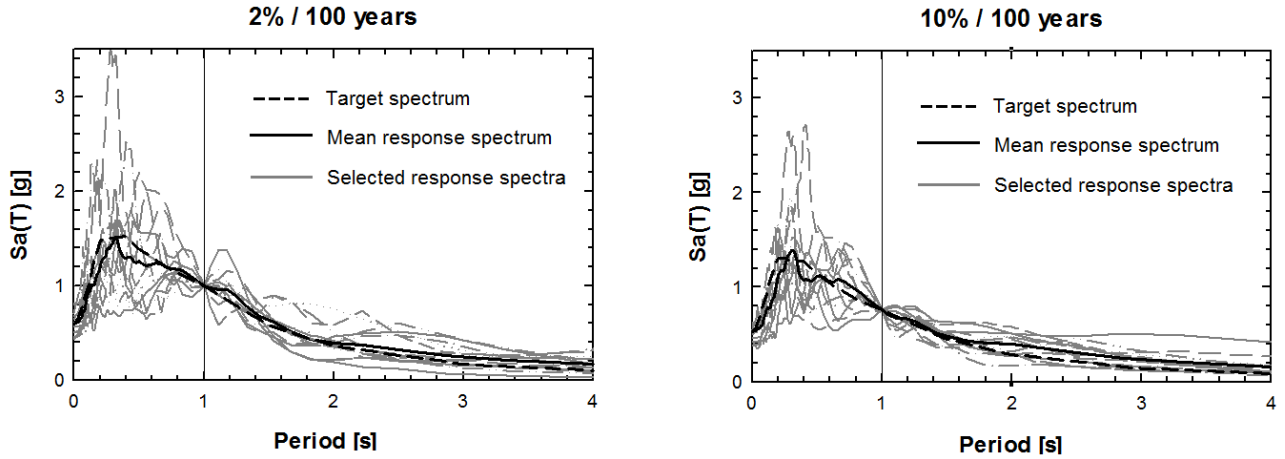 2% / 100 years
3
2
1
0
Sa(T) [g]
Target spectrum
Mean response spectrum
Selected response spectra
0 1 2 3 4
Period [s]
10% / 100 years
3
2
1
0
Sa(T) [g]
Target spectrum
Mean response spectrum
Selected response spectra
0 1 2 3 4
Period [s]